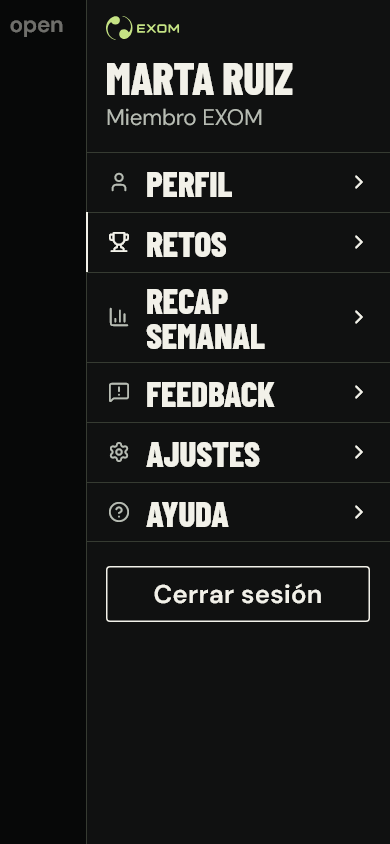 open
EXOM
MARTA RUIZ
Miembro EXOM
PERFIL
RETOS
RECAP
SEMANAL
FEEDBACK
AJUSTES
AYUDA
Cerrar sesión